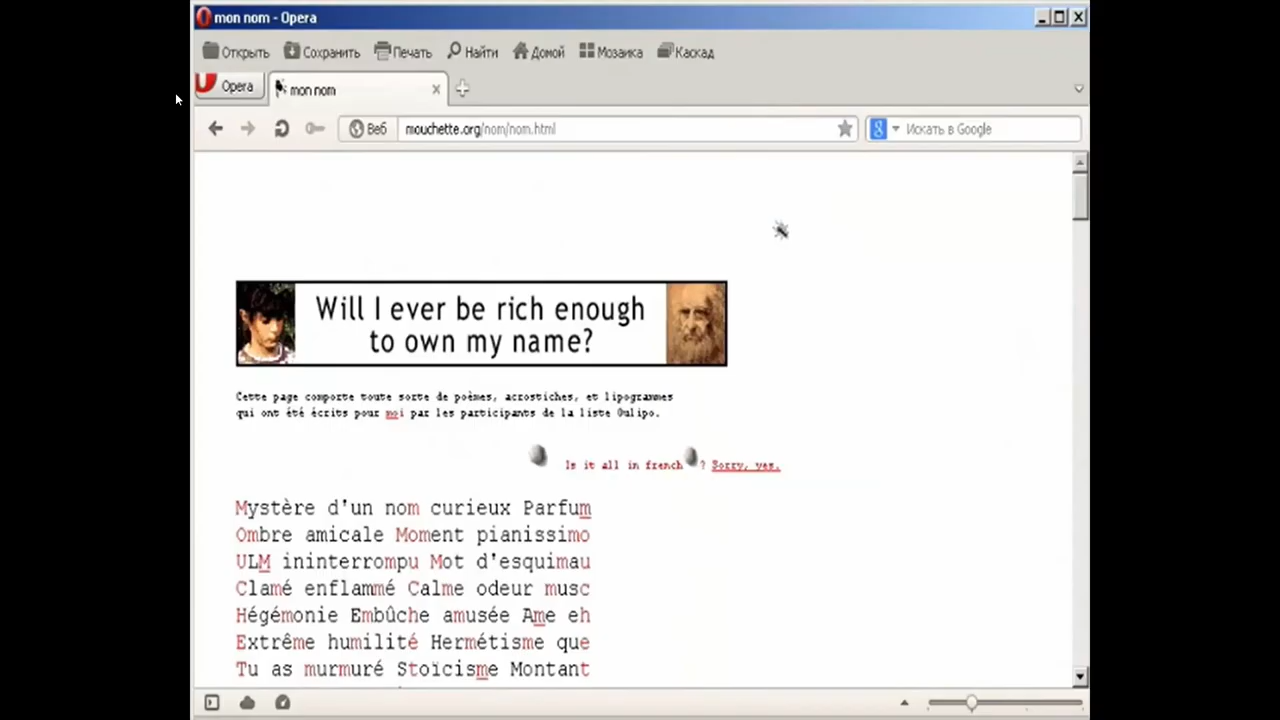 mon nom - Opera
Открыть Сохранить Печать Найти Домой Мозаика Каскад
Opera mon nom
Веб mouchette.org/nom/nom.html Искать в Google
Will I ever be rich enough
to own my name?
Cette page comporte toute sorte de poèmes, acrostiches, et lipogrammes
qui ont été écrits pour moi par les participants de la liste Oulipo.
Is it all in french ? Sorry, yes.
Mystère d'un nom curieux Parfum
Ombre amicale Moment pianissimo
ULM ininterrompu Mot d'esquimau
Clamé enflammé Calme odeur musc
Hégémonie Embûche amusée Ame eh
Extrême humilité Hermétisme que
Tu as murmuré Stoïcisme Montant